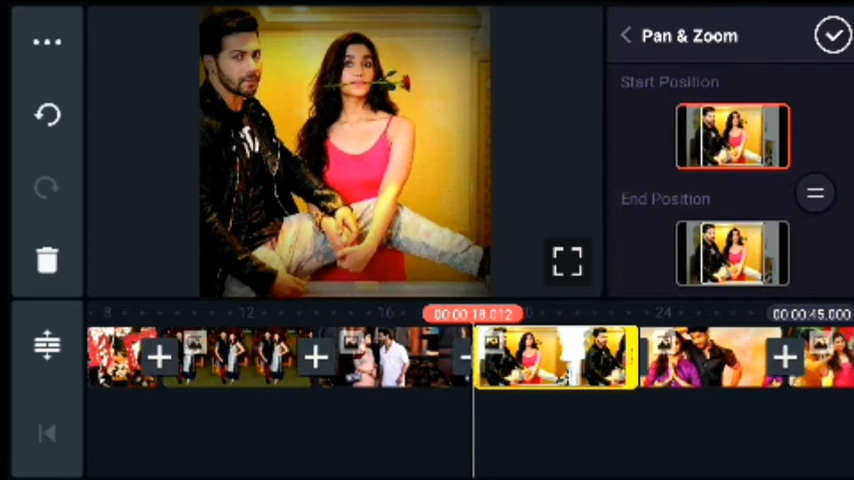 Pan & Zoom
Start Position
End Position
8
12
16
00:00:18.012
24
00:00:45.000